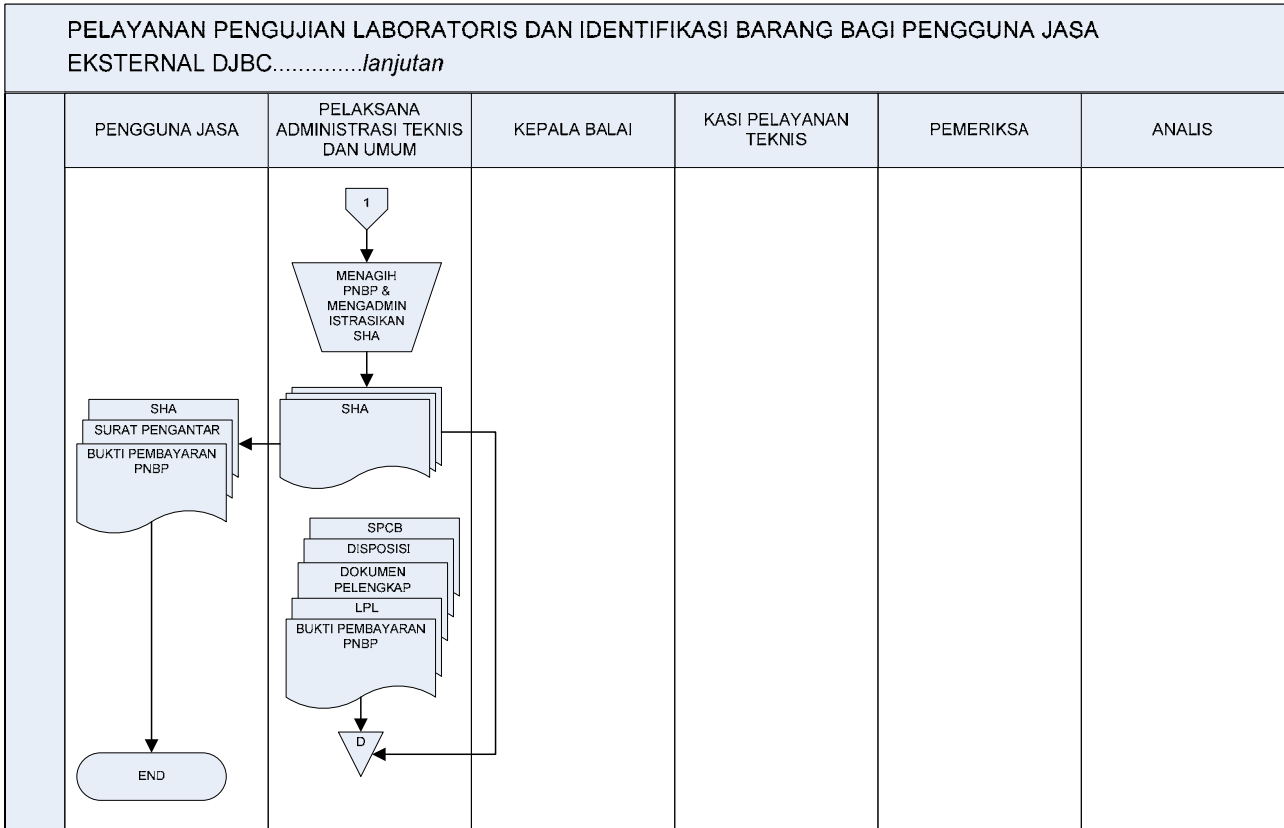 PELAYANAN PENGUJIAN LABORATORIS DAN IDENTIFIKASI BARANG BAGI PENGGUNA JASA
EKSTERNAL DJBC..............lanjutan
PENGGUNA JASA
PELAKSANA
ADMINISTRASI TEKNIS
DAN UMUM
KEPALA BALAI
KASI PELAYANAN
TEKNIS
PEMERIKSA
ANALIS
1
MENAGIH
PNBP &
MENGADMIN
ISTRASIKAN
SHA
SHA
SURAT PENGANTAR
BUKTI PEMBAYARAN
PNBP
SHA
SPCB
DISPOSISI
DOKUMEN
PELENGKAP
LPL
BUKTI PEMBAYARAN
PNBP
D
END